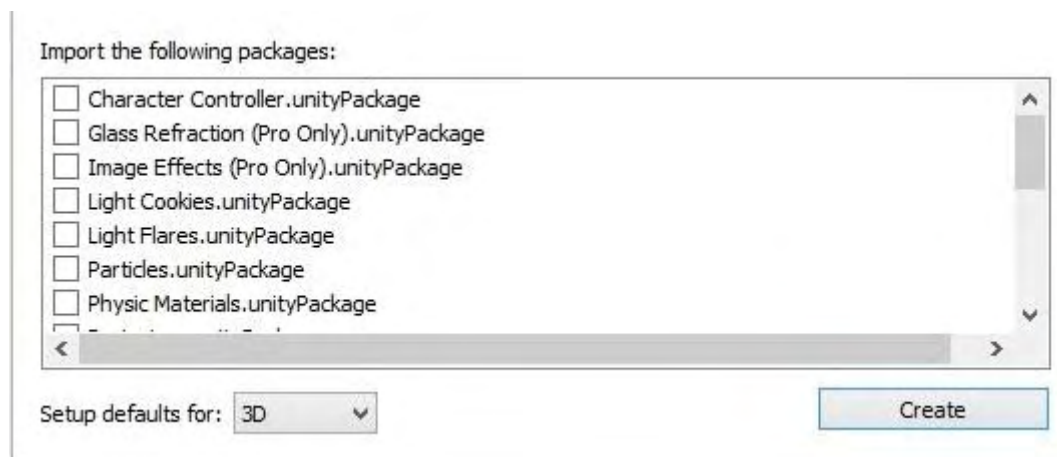 Import the following packages:
Character Controller.unityPackage
Glass Refraction (Pro Only).unityPackage
Image Effects (Pro Only).unityPackage
Light Cookies.unityPackage
Light Flares.unityPackage
Particles.unityPackage
Physic Materials.unityPackage
Setup defaults for: 3D
Create